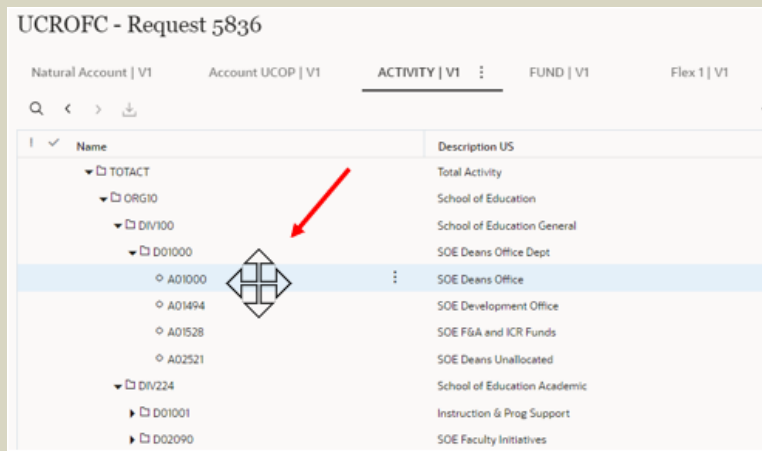 UCROFC - Request 5836
Natural Account | V1 Account UCOP | V1 ACTIVITY | V1 FUND | V1 Flex 1 | V1
Name Description US
TOTACT Total Activity
ORG10 School of Education
DIV100 School of Education General
D01000 SOE Deans Office Dept
A01000 SOE Deans Office
A01494 SOE Development Office
A01528 SOE F&A and ICR Funds
A02521 SOE Deans Unallocated
DIV224 School of Education Academic
D01001 Instruction & Prog Support
D02090 SOE Faculty Initiatives